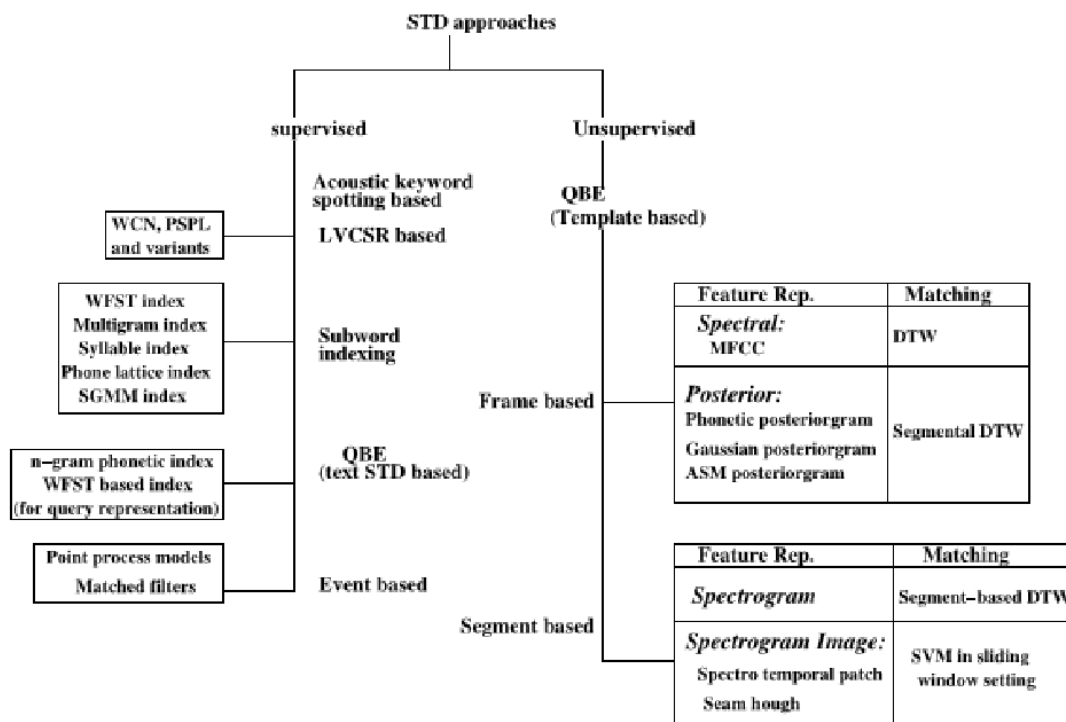 STD approaches
supervised
Unsupervised
Acoustic keyword
spotting based
QBE
(Template based)
WCN, PSPL
and variants
LVCSR based
WFST index
Multigram index
Syllable index
Phone lattice index
SGMM index
Subword
indexing
n-gram phonetic index
WFST based index
(for query representation)
QBE
(text STD based)
Point process models
Matched filters
Event based
Frame based
Feature Rep.
Matching
Spectral:
MFCC
DTW
Posterior:
Phonetic posteriorgram
Gaussian posteriorgram
ASM posteriorgram
Segmental DTW
Segment based
Feature Rep.
Matching
Spectrogram
Segment-based DTW
Spectrogram Image:
Spectro temporal patch
Seam hough
SVM in sliding
window setting